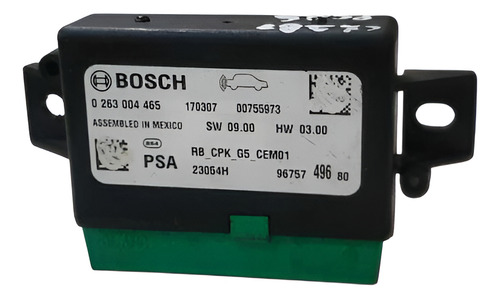 BOSCH
0 263 004 465 170307 00755973
ASSEMBLED IN MEXICO SW 09.00 HW 03.00
PSA RB_CPK_G5_CEM01
23054H 96757 496 80